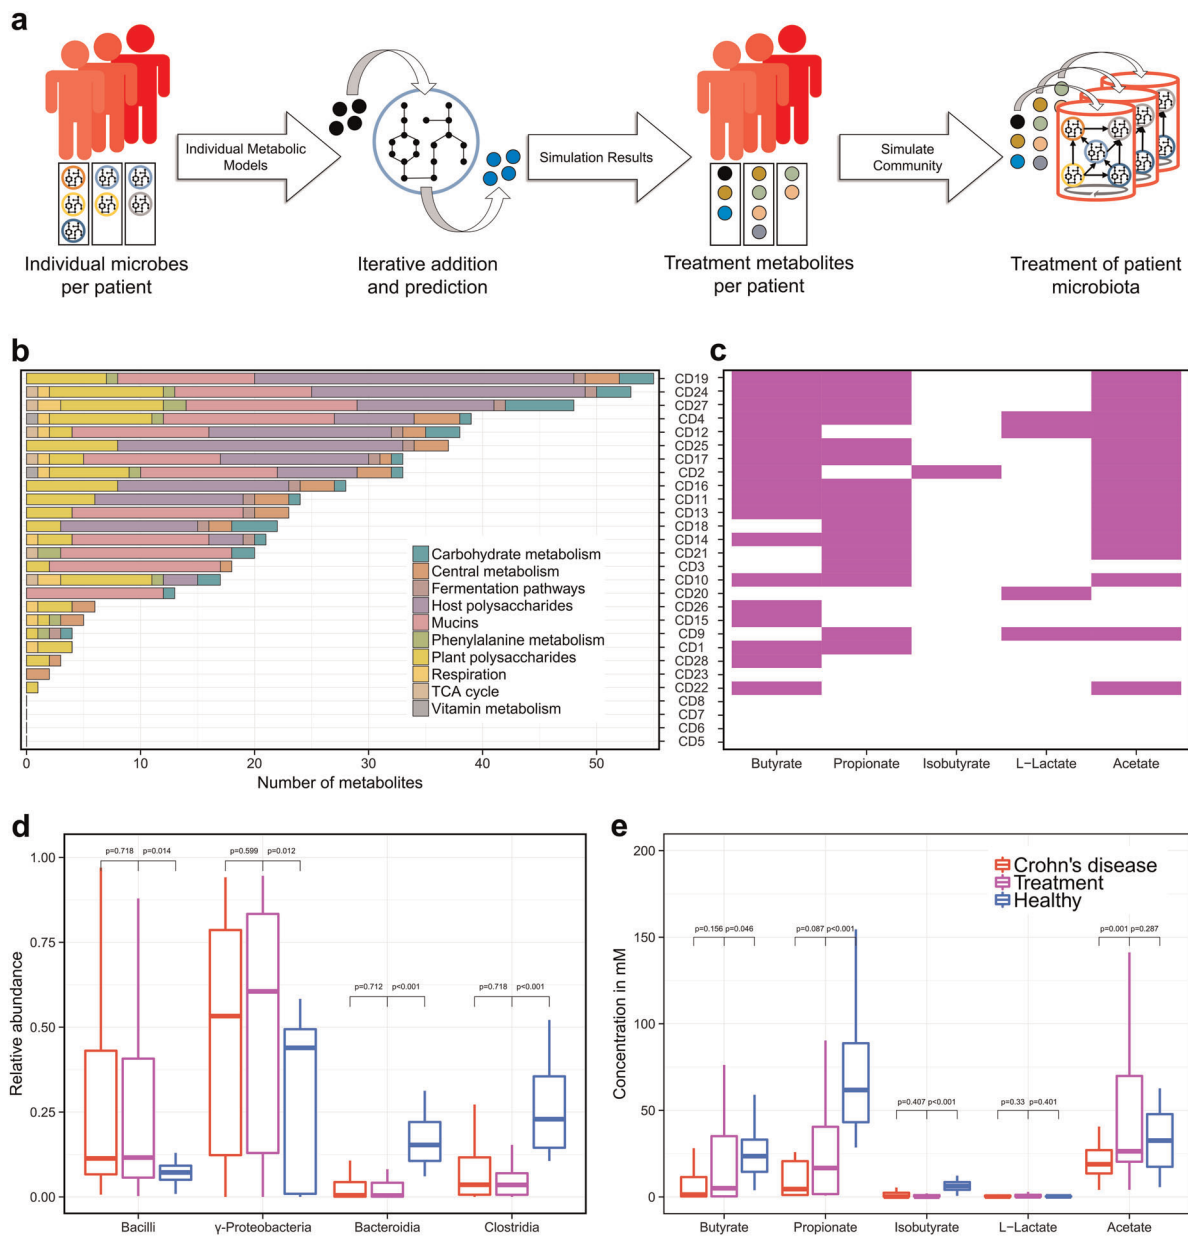 a
Individual Metabolic
Models
Simulation Results
Simulate
Community
Individual microbes
per patient
Iterative addition
and prediction
Treatment metabolites
per patient
Treatment of patient
microbiota
b
CD19
CD24
CD27
CD4
CD12
CD25
CD17
CD2
CD16
CD11
CD13
CD18
CD14
CD21
CD3
CD10
CD20
CD26
CD15
CD9
CD1
CD28
CD23
CD22
CD8
CD7
CD6
CD5
Carbohydrate metabolism
Central metabolism
Fermentation pathways
Host polysaccharides
Mucins
Phenylalanine metabolism
Plant polysaccharides
Respiration
TCA cycle
Vitamin metabolism
0 10 20 30 40 50
Number of metabolites
c
Butyrate Propionate Isobutyrate L-Lactate Acetate
d
Relative abundance
1.00
0.75
0.50
0.25
0.00
p=0.718 p=0.014
p=0.599 p=0.012
p=0.712 p<0.001
p=0.718 p<0.001
Bacilli γ-Proteobacteria Bacteroidia Clostridia
e
Concentration in mM
200
150
100
50
0
Crohn's disease
Treatment
Healthy
p=0.156 p=0.046
p=0.087 p<0.001
p=0.407 p<0.001
p=0.33 p=0.401
p=0.001 p=0.287
Butyrate Propionate Isobutyrate L-Lactate Acetate